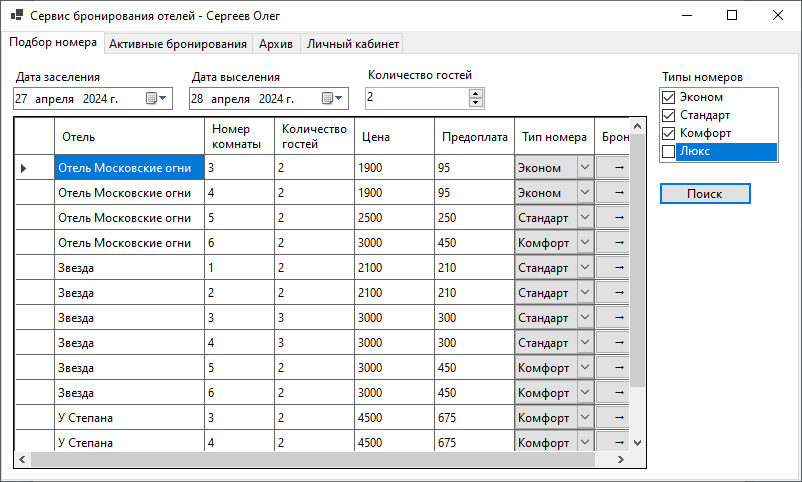 Сервис бронирования отелей - Сергеев Олег
Подбор номера Активные бронирования Архив Личный кабинет
Дата заселения Дата выселения Количество гостей Типы номеров
27 апреля 2024 г. 28 апреля 2024 г. 2
Эконом
Стандарт
Комфорт
Люкс
Поиск
Отель Номер комнаты Количество гостей Цена Предоплата Тип номера Брон
Отель Московские огни 3 2 1900 95 Эконом →
Отель Московские огни 4 2 1900 95 Эконом →
Отель Московские огни 5 2 2500 250 Стандарт →
Отель Московские огни 6 2 3000 450 Комфорт →
Звезда 1 2 2100 210 Стандарт →
Звезда 2 2 2100 210 Стандарт →
Звезда 3 3 3000 300 Стандарт →
Звезда 4 3 3000 300 Стандарт →
Звезда 5 2 3000 450 Комфорт →
Звезда 6 2 3000 450 Комфорт →
У Степана 3 2 4500 675 Комфорт →
У Степана 4 2 4500 675 Комфорт →